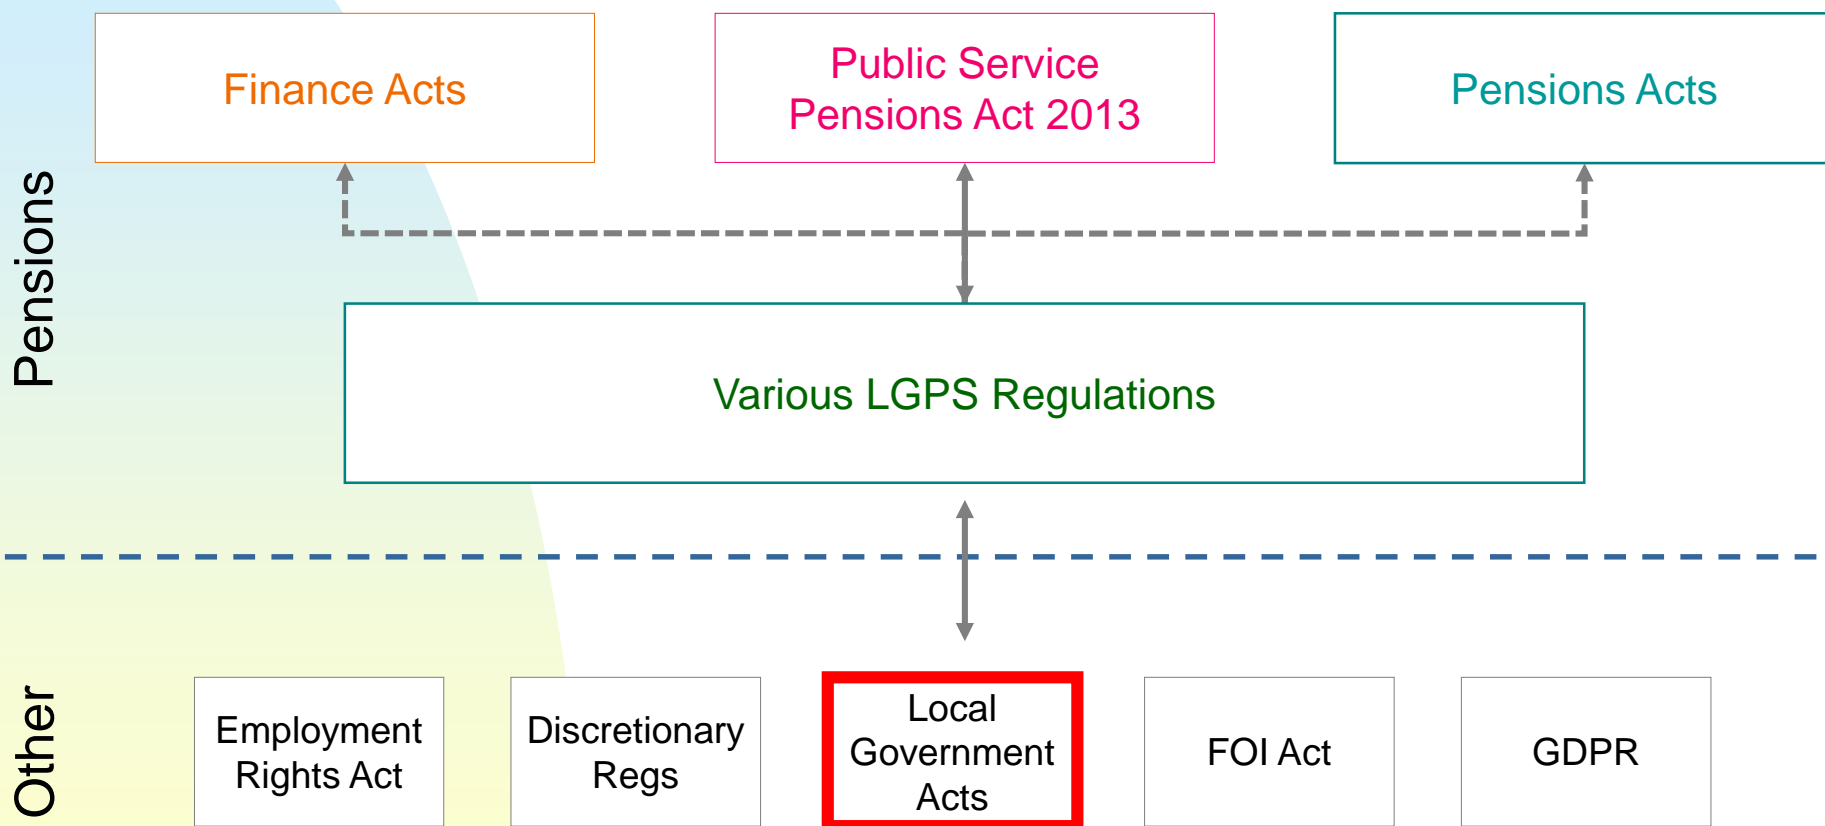 Pensions
Finance Acts
Public Service
Pensions Act 2013
Pensions Acts
Various LGPS Regulations
Other
Employment
Rights Act
Discretionary
Regs
Local
Government
Acts
FOI Act
GDPR